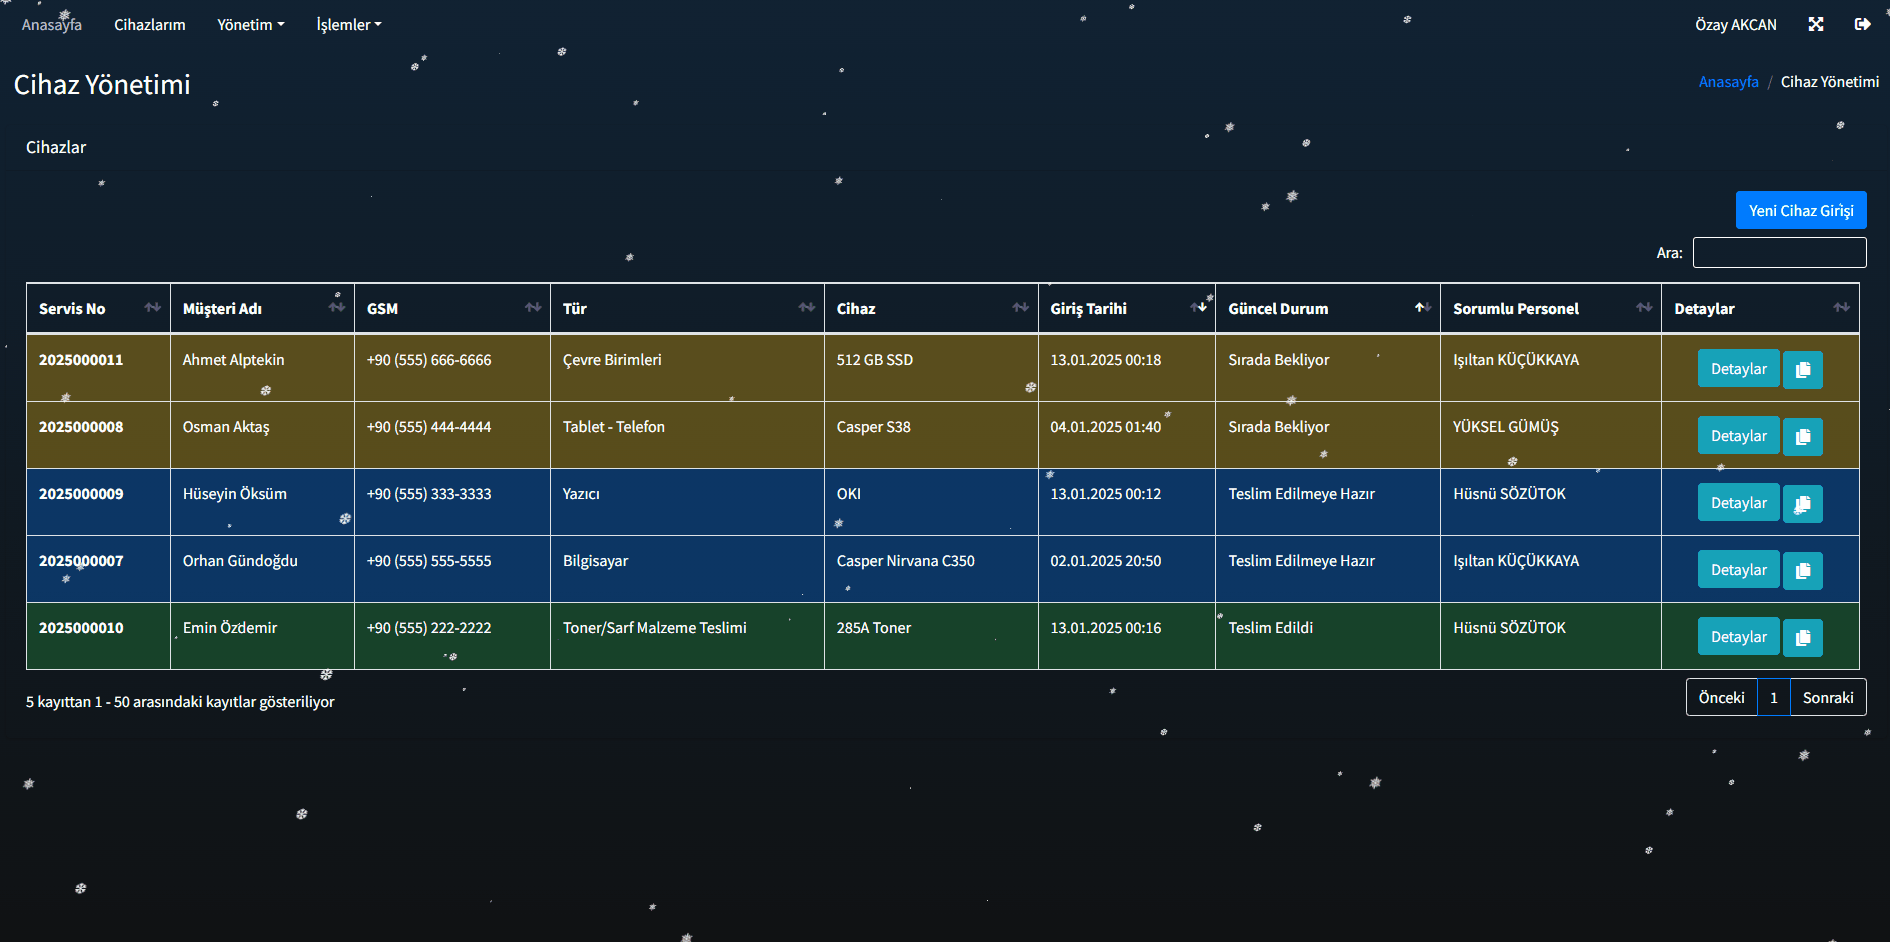 Anasayfa Cihazlarım Yönetim İşlemler Özay AKCAN
Cihaz Yönetimi Anasayfa / Cihaz Yönetimi
Cihazlar
Yeni Cihaz Girişi
Ara:
Servis No Müşteri Adı GSM Tür Cihaz Giriş Tarihi Güncel Durum Sorumlu Personel Detaylar
2025000011 Ahmet Alptekin +90 (555) 666-6666 Çevre Birimleri 512 GB SSD 13.01.2025 00:18 Sırada Bekliyor Işıltan KÜÇÜKKAYA Detaylar
2025000008 Osman Aktaş +90 (555) 444-4444 Tablet - Telefon Casper S38 04.01.2025 01:40 Sırada Bekliyor YÜKSEL GÜMÜŞ Detaylar
2025000009 Hüseyin Öksüm +90 (555) 333-3333 Yazıcı OKI 13.01.2025 00:12 Teslim Edilmeye Hazır Hüsnü SÖZÜTOK Detaylar
2025000007 Orhan Gündoğdu +90 (555) 555-5555 Bilgisayar Casper Nirvana C350 02.01.2025 20:50 Teslim Edilmeye Hazır Işıltan KÜÇÜKKAYA Detaylar
2025000010 Emin Özdemir +90 (555) 222-2222 Toner/Sarf Malzeme Teslimi 285A Toner 13.01.2025 00:16 Teslim Edildi Hüsnü SÖZÜTOK Detaylar
5 kayıttan 1 - 50 arasındaki kayıtlar gösteriliyor Önceki 1 Sonraki